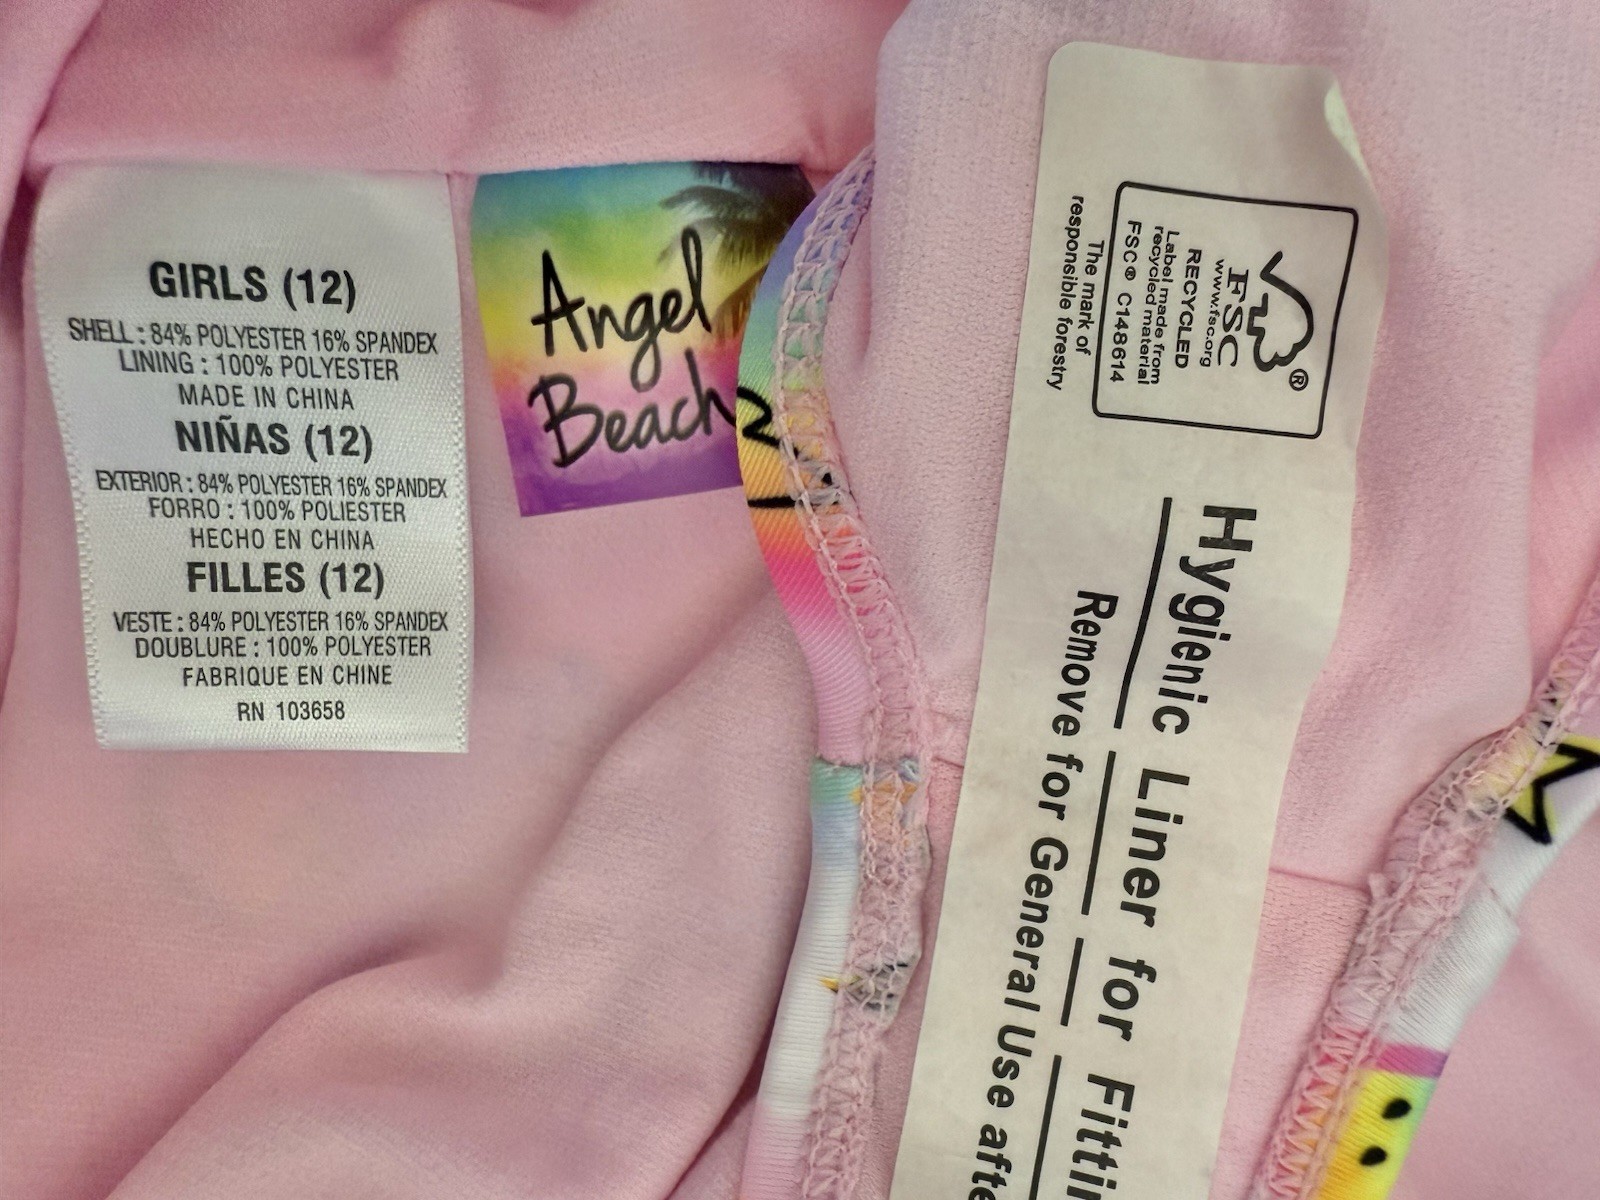 GIRLS (12)
SHELL : 84% POLYESTER 16% SPANDEX
LINING : 100% POLYESTER
MADE IN CHINA
NIÑAS (12)
EXTERIOR : 84% POLYESTER 16% SPANDEX
FORRO : 100% POLIESTER
HECHO EN CHINA
FILLES (12)
VESTE : 84% POLYESTER 16% SPANDEX
DOUBLURE : 100% POLYESTER
FABRIQUE EN CHINE
RN 103658
Angel
Beach
®
FSC
www.fsc.org
RECYCLED
Label made from
recycled material
FSC® C148614
The mark of
responsible forestry
Hygienic Liner for
Remove for General Use